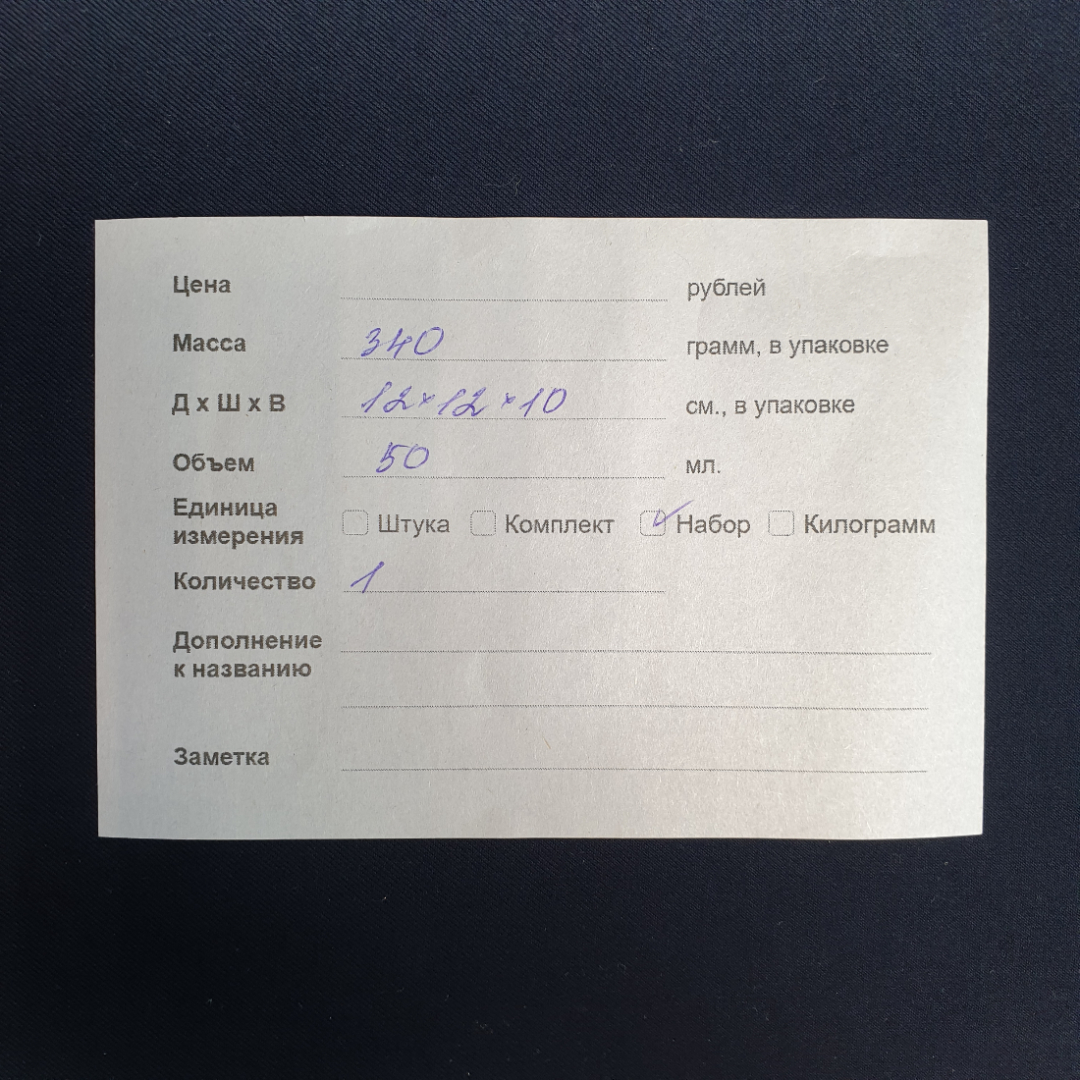 Цена рублей
Масса 340 грамм, в упаковке
Д х Ш х В 12×12×10 см., в упаковке
Объем 50 мл.
Единица
измерения Штука Комплект Набор Килограмм
Количество 1
Дополнение
к названию
Заметка